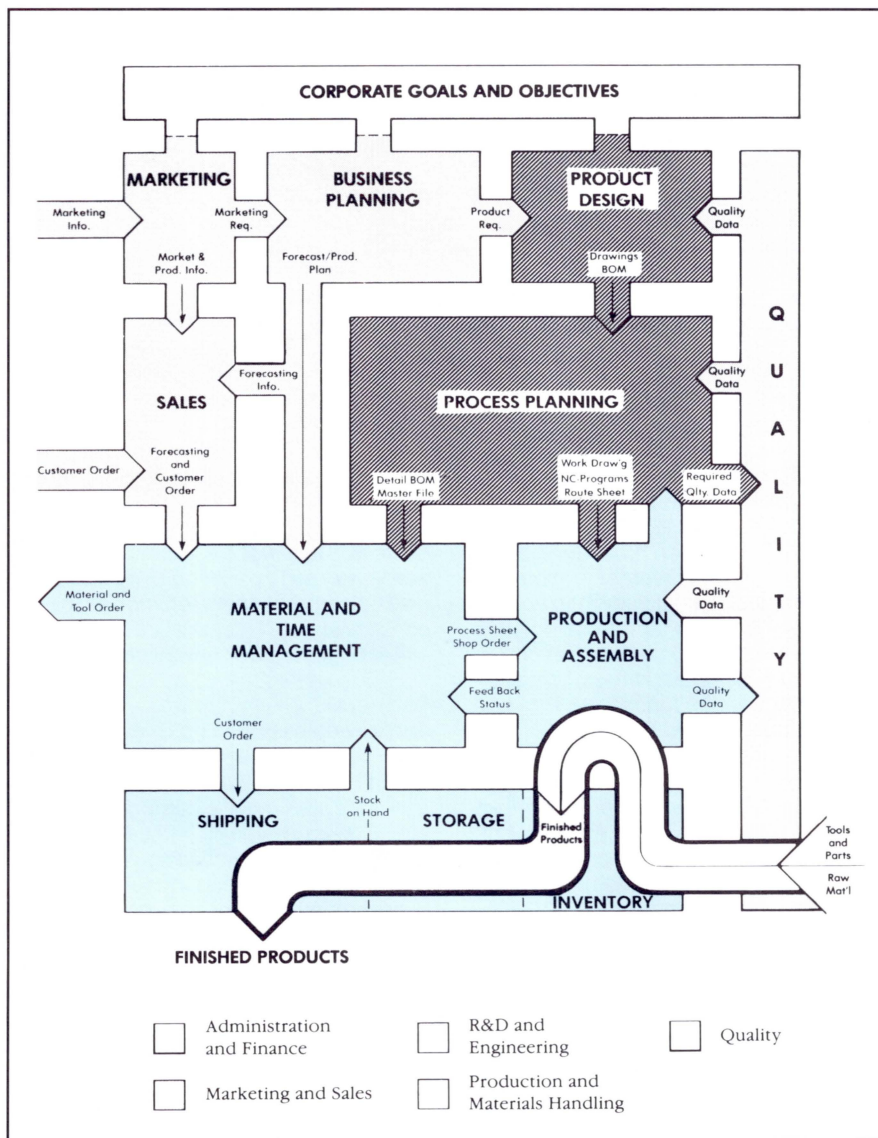 CORPORATE GOALS AND OBJECTIVES
MARKETING
BUSINESS
PLANNING
PRODUCT
DESIGN
Marketing
Info.
Marketing
Req.
Product
Req.
Quality
Data
Market &
Prod. Info.
Forecast/Prod.
Plan
Drawings
BOM
QUALITY
SALES
Forecasting
Info.
PROCESS PLANNING
Quality
Data
Customer Order
Forecasting
and
Customer
Order
Detail BOM
Master File
Work Draw'g
NC-Programs
Route Sheet
Required
Qlty. Data
Material and
Tool Order
MATERIAL AND
TIME
MANAGEMENT
Process Sheet
Shop Order
PRODUCTION
AND
ASSEMBLY
Quality
Data
Feed Back
Status
Quality
Data
Customer
Order
Stock
on Hand
SHIPPING
STORAGE
Finished
Products
Tools
and
Parts
Raw
Mat'l
INVENTORY
FINISHED PRODUCTS
Administration
and Finance
R&D and
Engineering
Quality
Marketing and Sales
Production and
Materials Handling